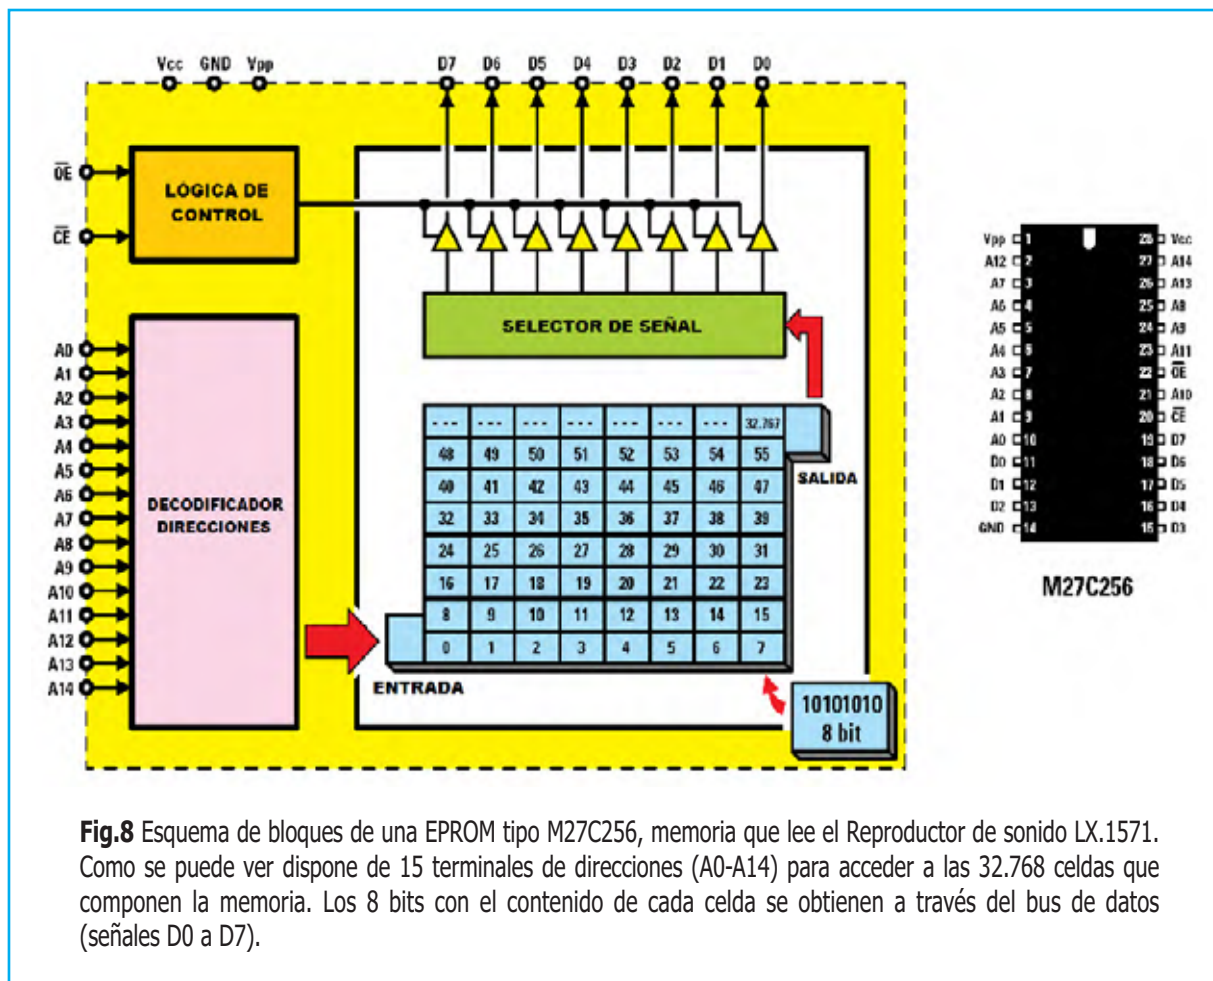 Vcc GND Vpp D7 D6 D5 D4 D3 D2 D1 D0
OE
CE
LÓGICA DE
CONTROL
SELECTOR DE SEÑAL
A0
A1
A2
A3
A4
A5
A6
A7
A8
A9
A10
A11
A12
A13
A14
DECODIFICADOR
DIRECCIONES
- - - - - - - - - - - - - - - - - - - - - 32.767
48 49 50 51 52 53 54 55
40 41 42 43 44 45 46 47
32 33 34 35 36 37 38 39
24 25 26 27 28 29 30 31
16 17 18 19 20 21 22 23
8 9 10 11 12 13 14 15
0 1 2 3 4 5 6 7
SALIDA
ENTRADA
10101010
8 bit
Vpp 1 28 Vcc
A12 2 27 A14
A7 3 26 A13
A6 4 25 A8
A5 5 24 A9
A4 6 23 A11
A3 7 22 OE
A2 8 21 A10
A1 9 20 CE
A0 10 19 D7
D0 11 18 D6
D1 12 17 D5
D2 13 16 D4
GND 14 15 D3
M27C256
Fig.8 Esquema de bloques de una EPROM tipo M27C256, memoria que lee el Reproductor de sonido LX.1571.
Como se puede ver dispone de 15 terminales de direcciones (A0-A14) para acceder a las 32.768 celdas que
componen la memoria. Los 8 bits con el contenido de cada celda se obtienen a través del bus de datos
(señales D0 a D7).